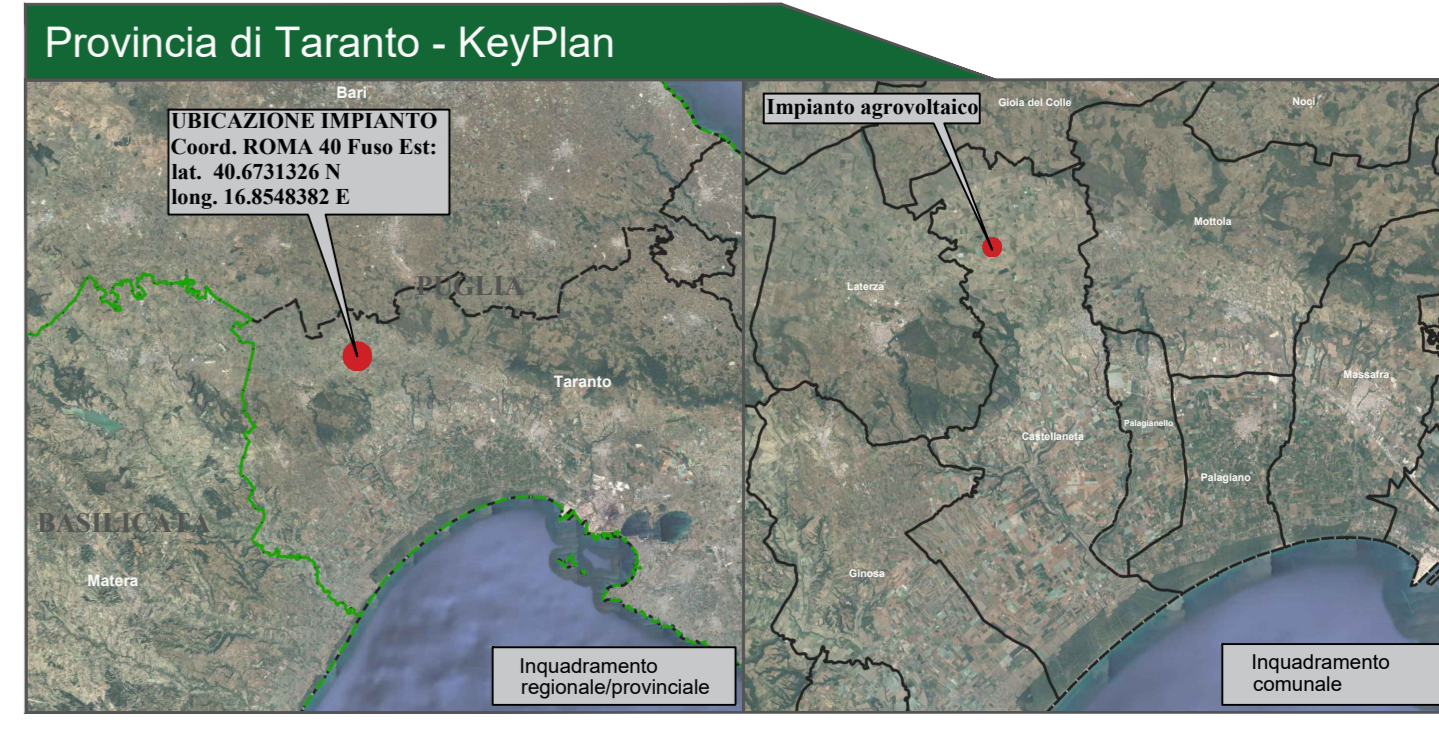 Provincia di Taranto - KeyPlan
Bari
UBICAZIONE IMPIANTO
Coord. ROMA 40 Fuso Est:
lat. 40.6731326 N
long. 16.8548382 E
PUGLIA
Taranto
BASILICATA
Matera
Inquadramento
regionale/provinciale
Impianto agrovoltaico
Gioia del Colle
Noci
Mottola
Laterza
Massafra
Palagianello
Castellaneta
Palagiano
Ginosa
Inquadramento
comunale